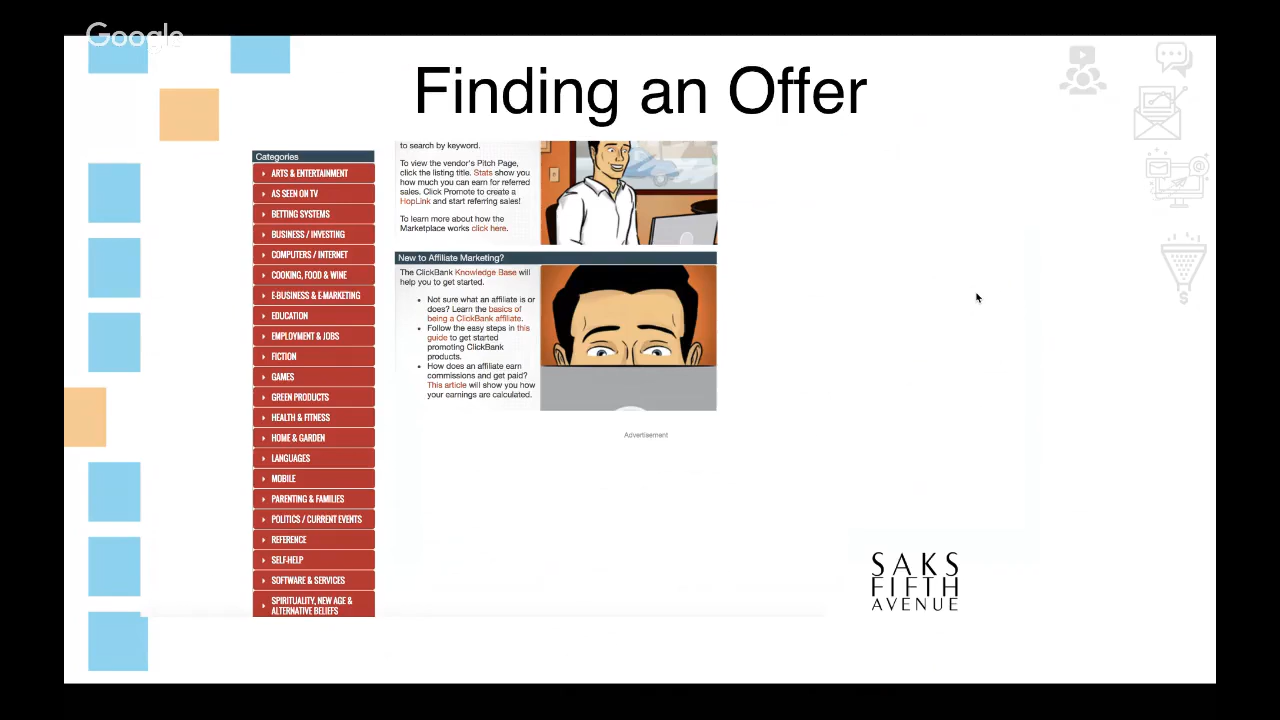 Google
Finding an Offer
Categories
ARTS & ENTERTAINMENT
AS SEEN ON TV
BETTING SYSTEMS
BUSINESS / INVESTING
COMPUTERS / INTERNET
COOKING, FOOD & WINE
E-BUSINESS & E-MARKETING
EDUCATION
EMPLOYMENT & JOBS
FICTION
GAMES
GREEN PRODUCTS
HEALTH & FITNESS
HOME & GARDEN
LANGUAGES
MOBILE
PARENTING & FAMILIES
POLITICS / CURRENT EVENTS
REFERENCE
SELF-HELP
SOFTWARE & SERVICES
SPIRITUALITY, NEW AGE &
ALTERNATIVE BELIEFS
to search by keyword.
To view the vendor's Pitch Page,
click the listing title. Stats show you
how much you can earn for referred
sales. Click Promote to create a
HopLink and start referring sales!
To learn more about how the
Marketplace works click here.
New to Affiliate Marketing?
The ClickBank Knowledge Base will
help you to get started.
• Not sure what an affiliate is or
does? Learn the basics of
being a ClickBank affiliate.
• Follow the easy steps in this
guide to get started
promoting ClickBank
products.
• How does an affiliate earn
commissions and get paid?
This article will show you how
your earnings are calculated.
Advertisement
SAKS
FIFTH
AVENUE